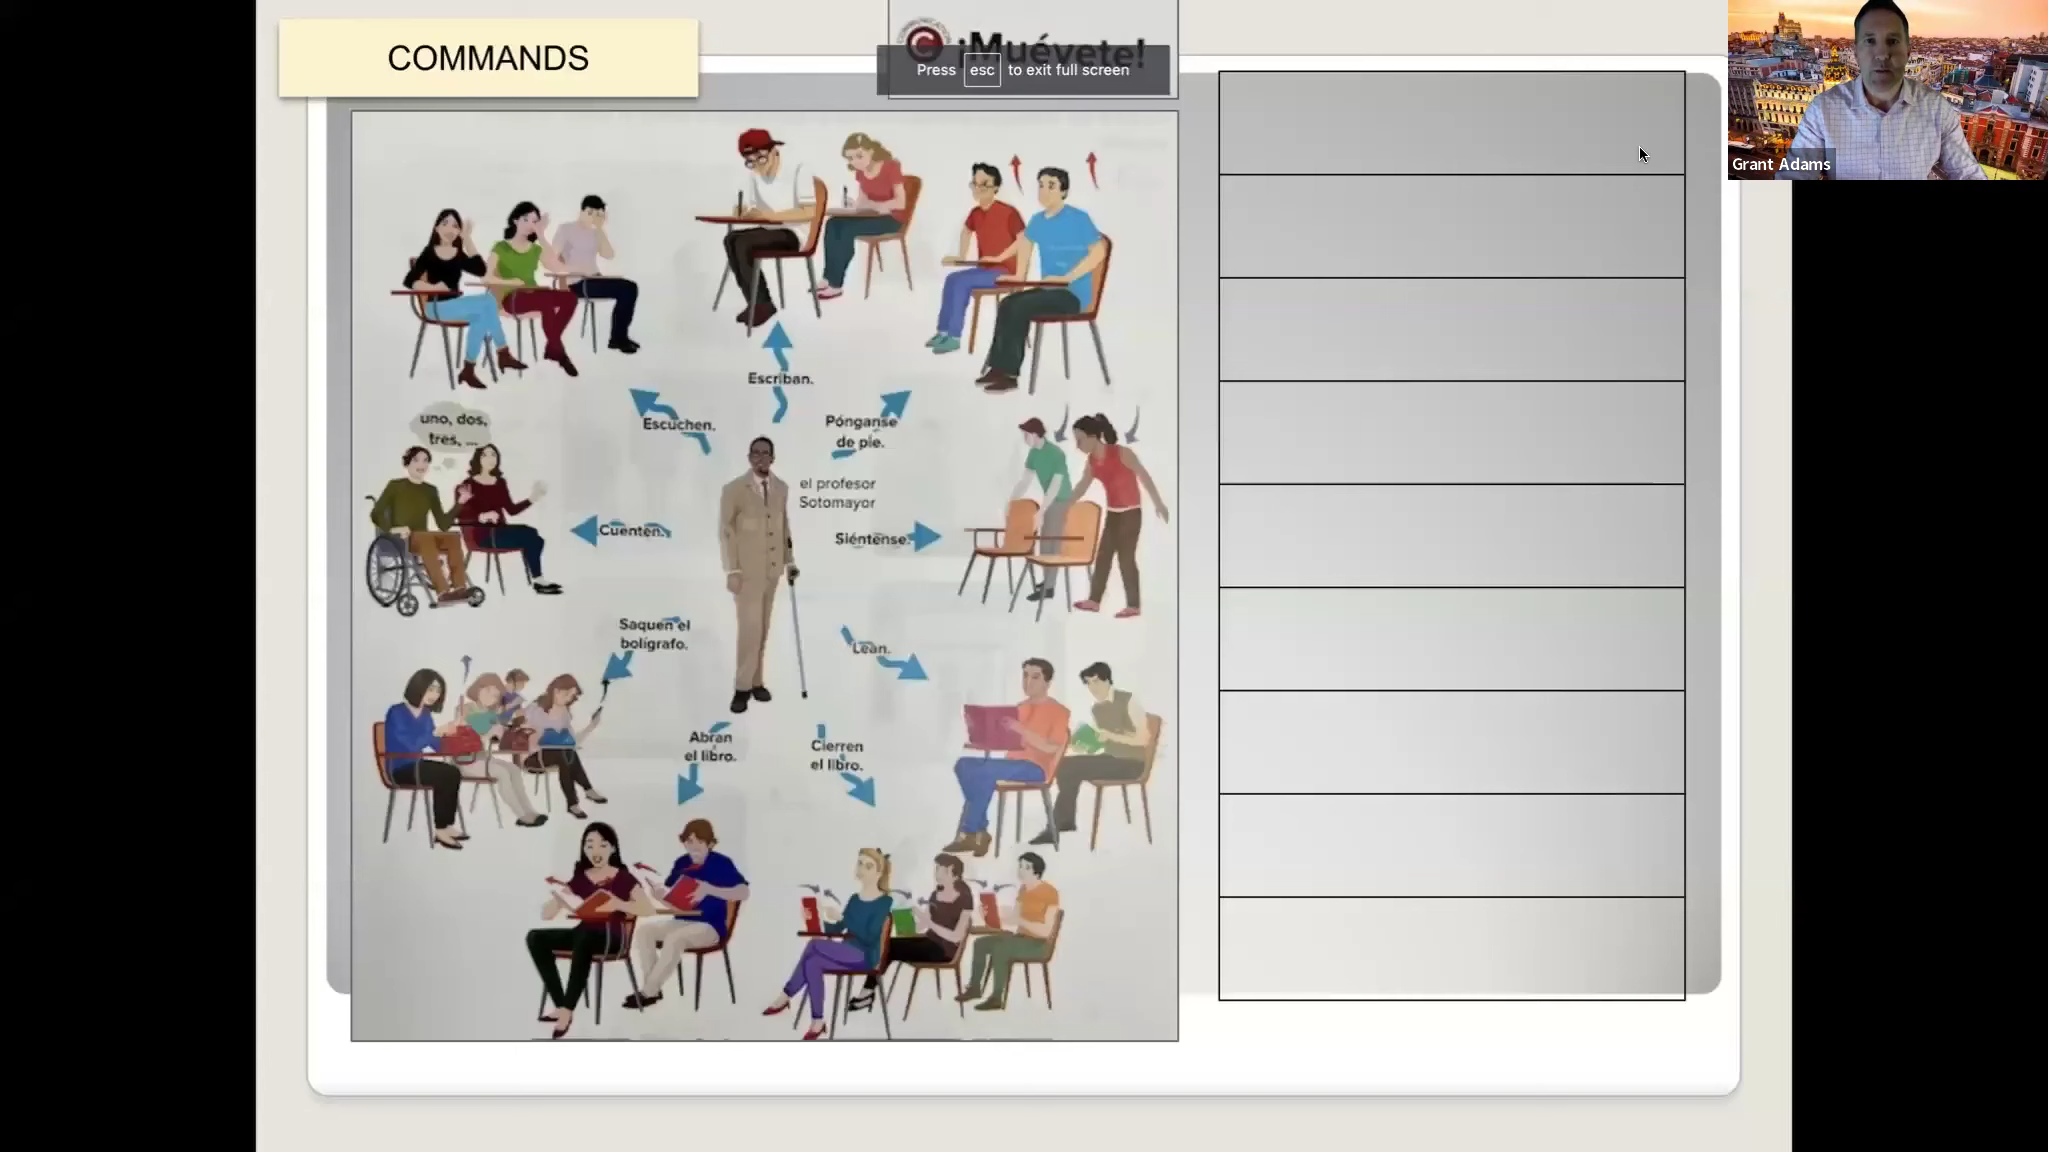 COMMANDS
COMMUNICATION
¡Muévete!
Press esc to exit full screen
Grant Adams
Escriban.
Escuchen.
Pónganse
de pie.
uno, dos,
tres, ...
el profesor
Sotomayor
Cuenten.
Siéntense.
Saquen el
bolígrafo.
Lean.
Abran
el libro.
Cierren
el libro.